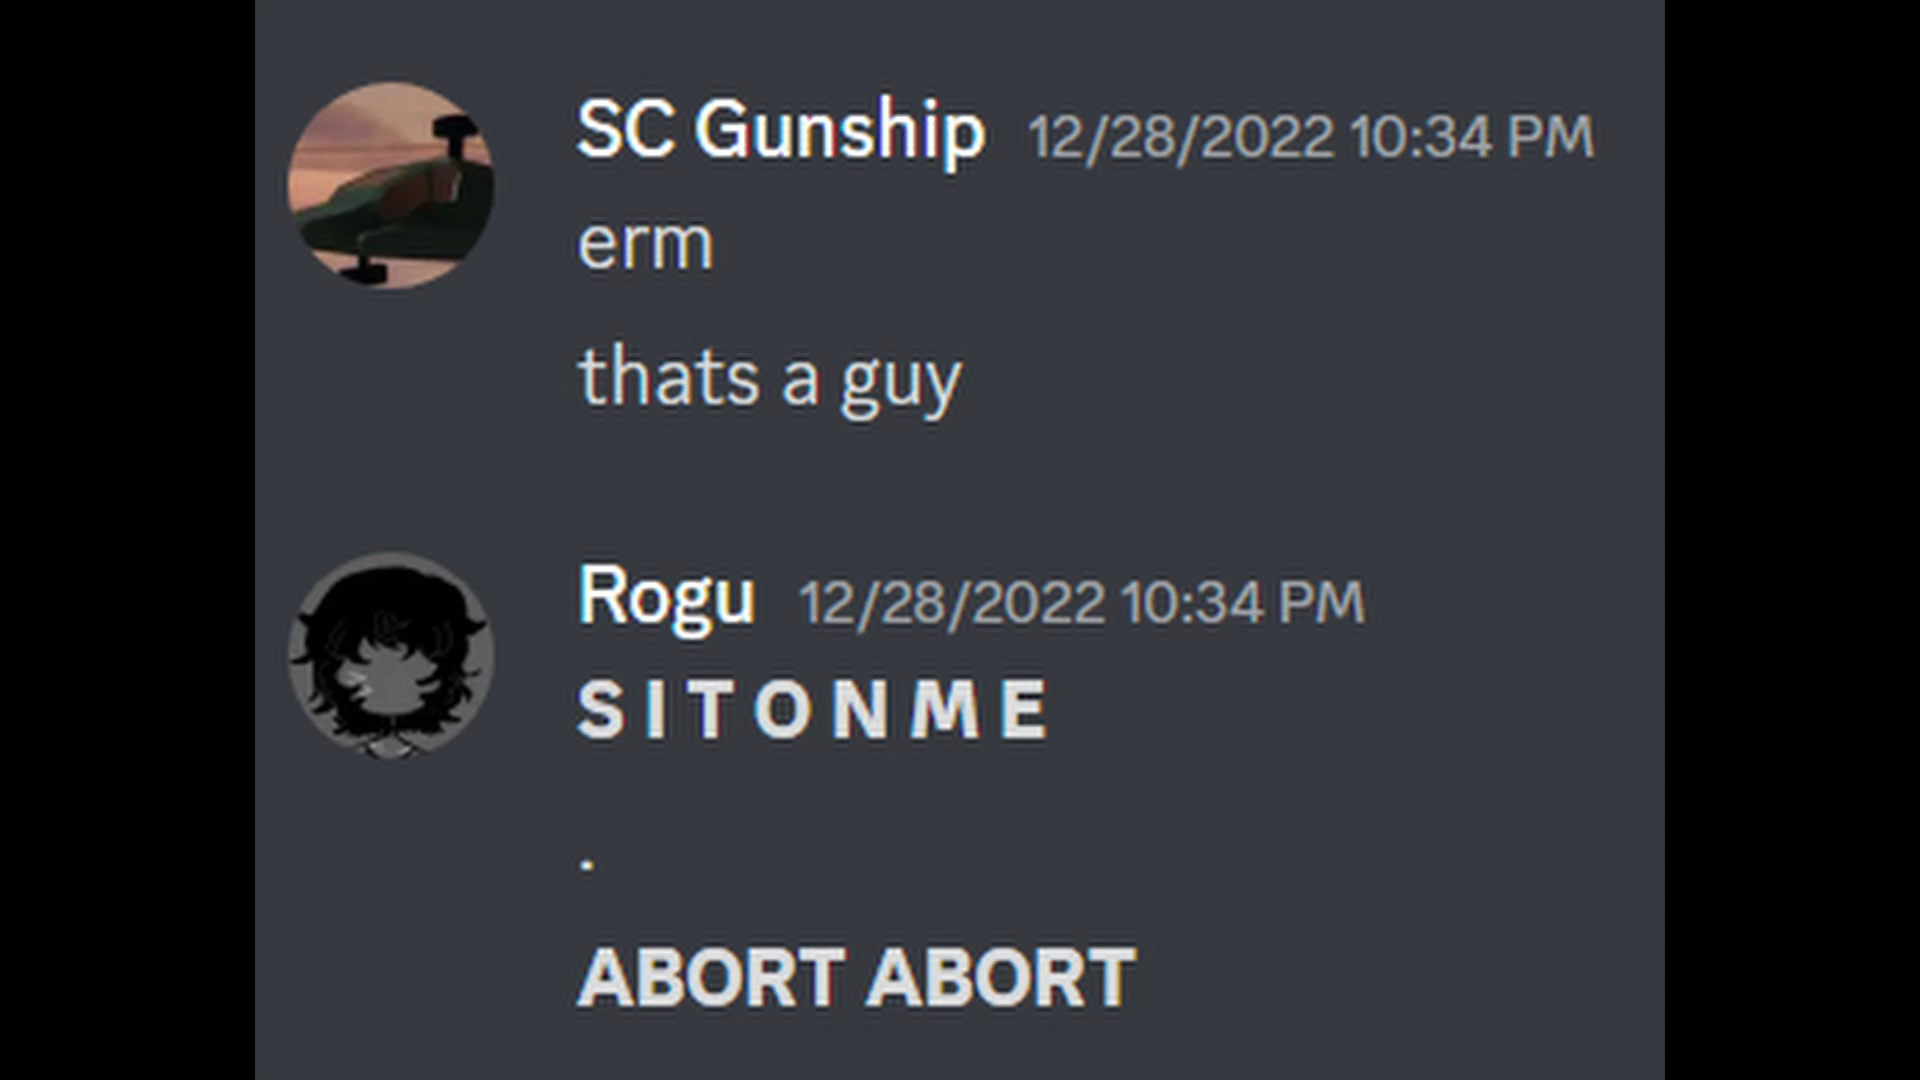 SC Gunship 12/28/2022 10:34 PM
erm
thats a guy
Rogu 12/28/2022 10:34 PM
S I T O N M E
.
ABORT ABORT